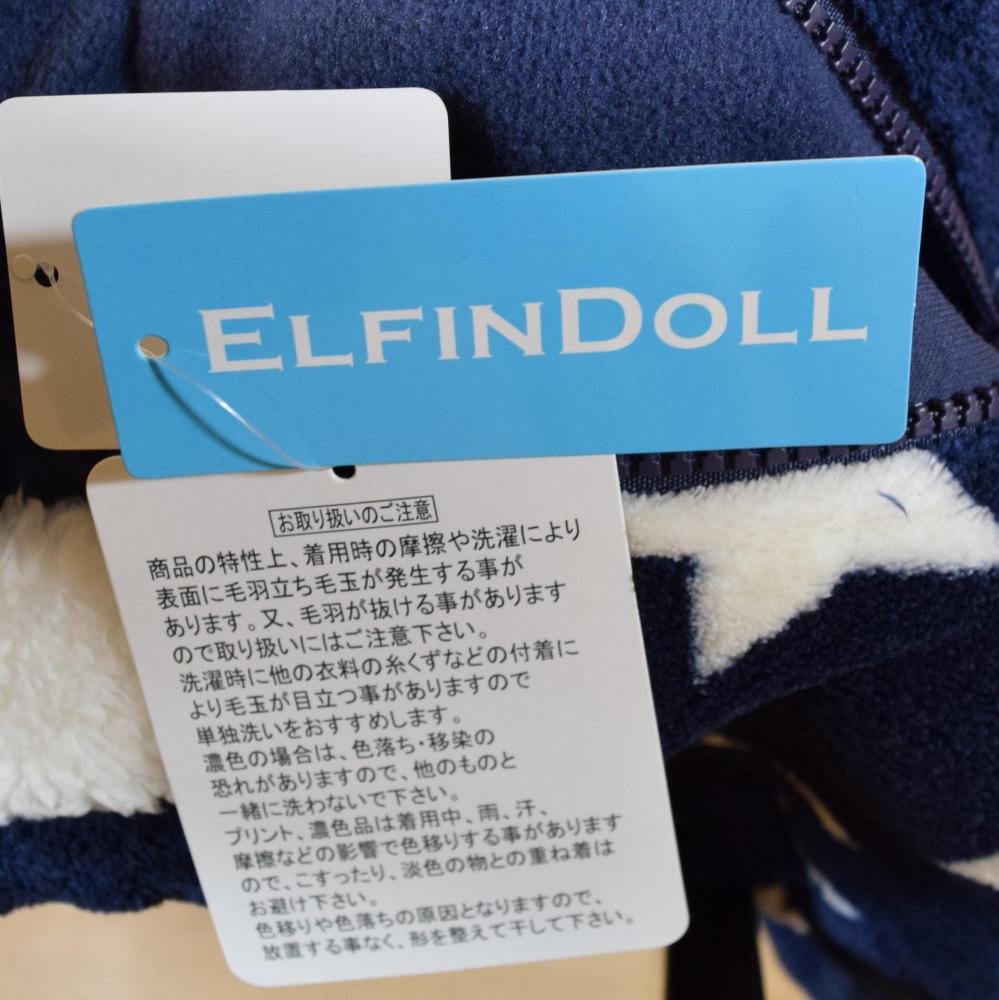 ELFINDOLL
お取り扱いのご注意
商品の特性上、着用時の摩擦や洗濯により
表面に毛羽立ち毛玉が発生する事が
あります。又、毛羽が抜ける事があります
ので取り扱いにはご注意下さい。
洗濯時に他の衣料の糸くずなどの付着に
より毛玉が目立つ事がありますので
単独洗いをおすすめします。
濃色の場合は、色落ち・移染の
恐れがありますので、他のものと
一緒に洗わないで下さい。
プリント、濃色品は着用中、雨、汗、
摩擦などの影響で色移りする事があります
ので、こすったり、淡色の物との重ね着は
お避け下さい。
色移りや色落ちの原因となりますので、
放置する事なく、形を整えて干して下さい。